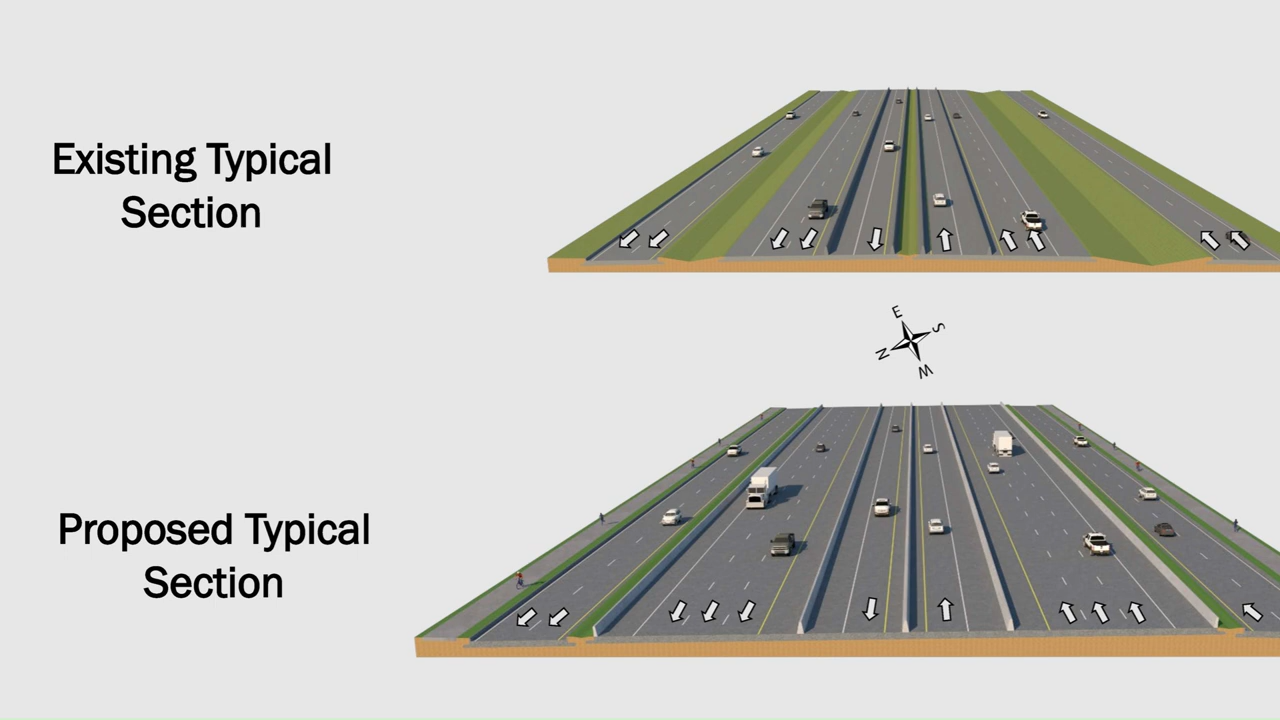 Existing Typical
Section
E
S
N
W
Proposed Typical
Section